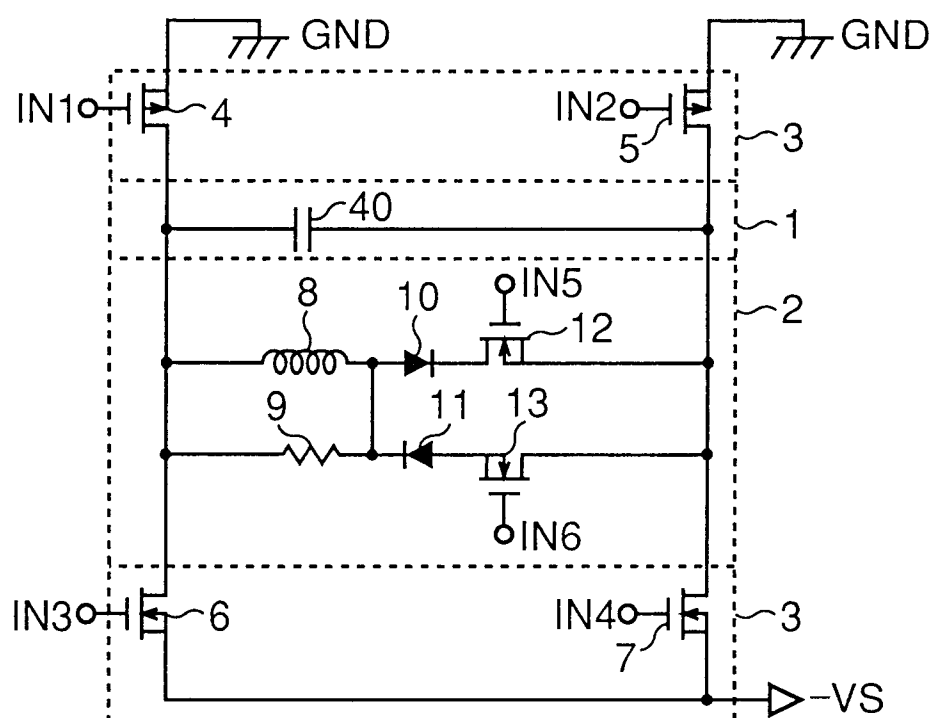 GND GND
IN1 4 IN2 5 3
40 1
IN5
8 10 12 2
9 11 13
IN6
IN3 6 IN4 7 3
-VS